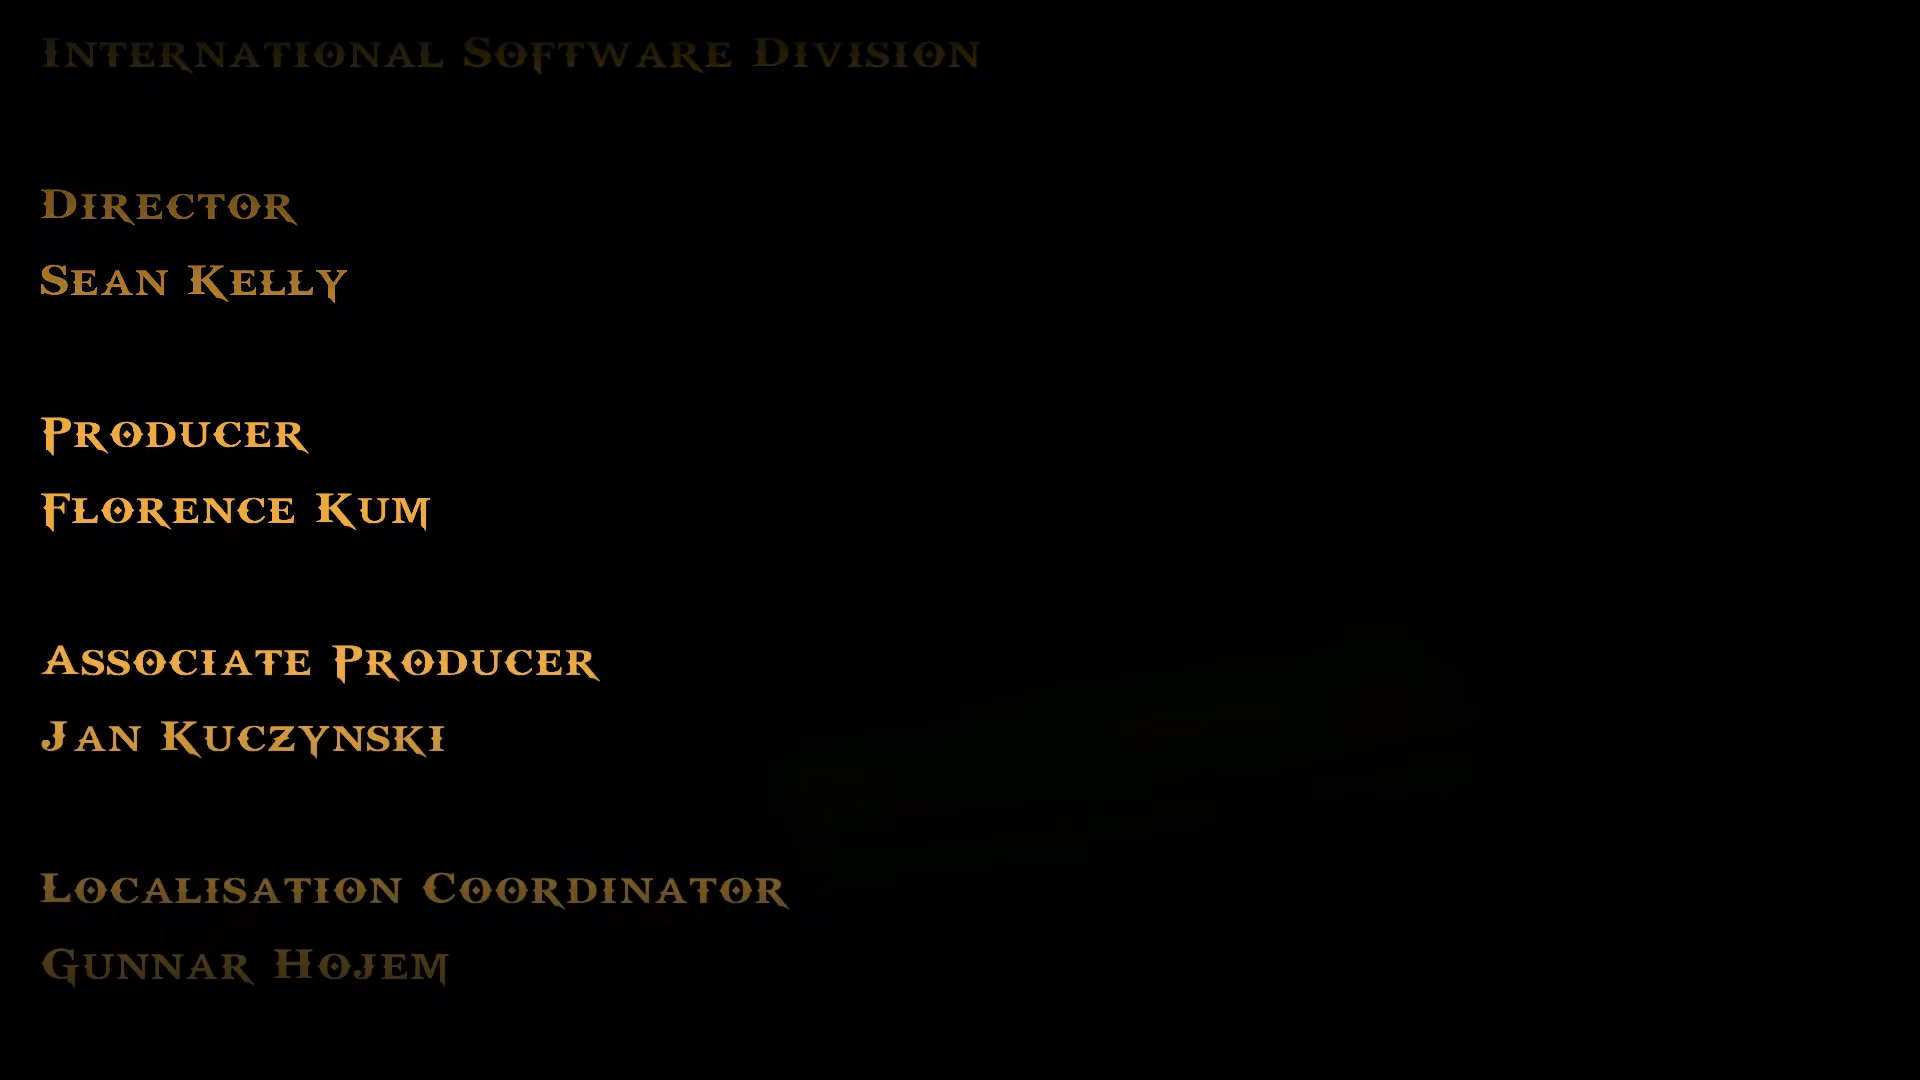 International Software Division
Director
Sean Kelly
Producer
Florence Kum
Associate Producer
Jan Kuczynski
Localisation Coordinator
Gunnar Hojem